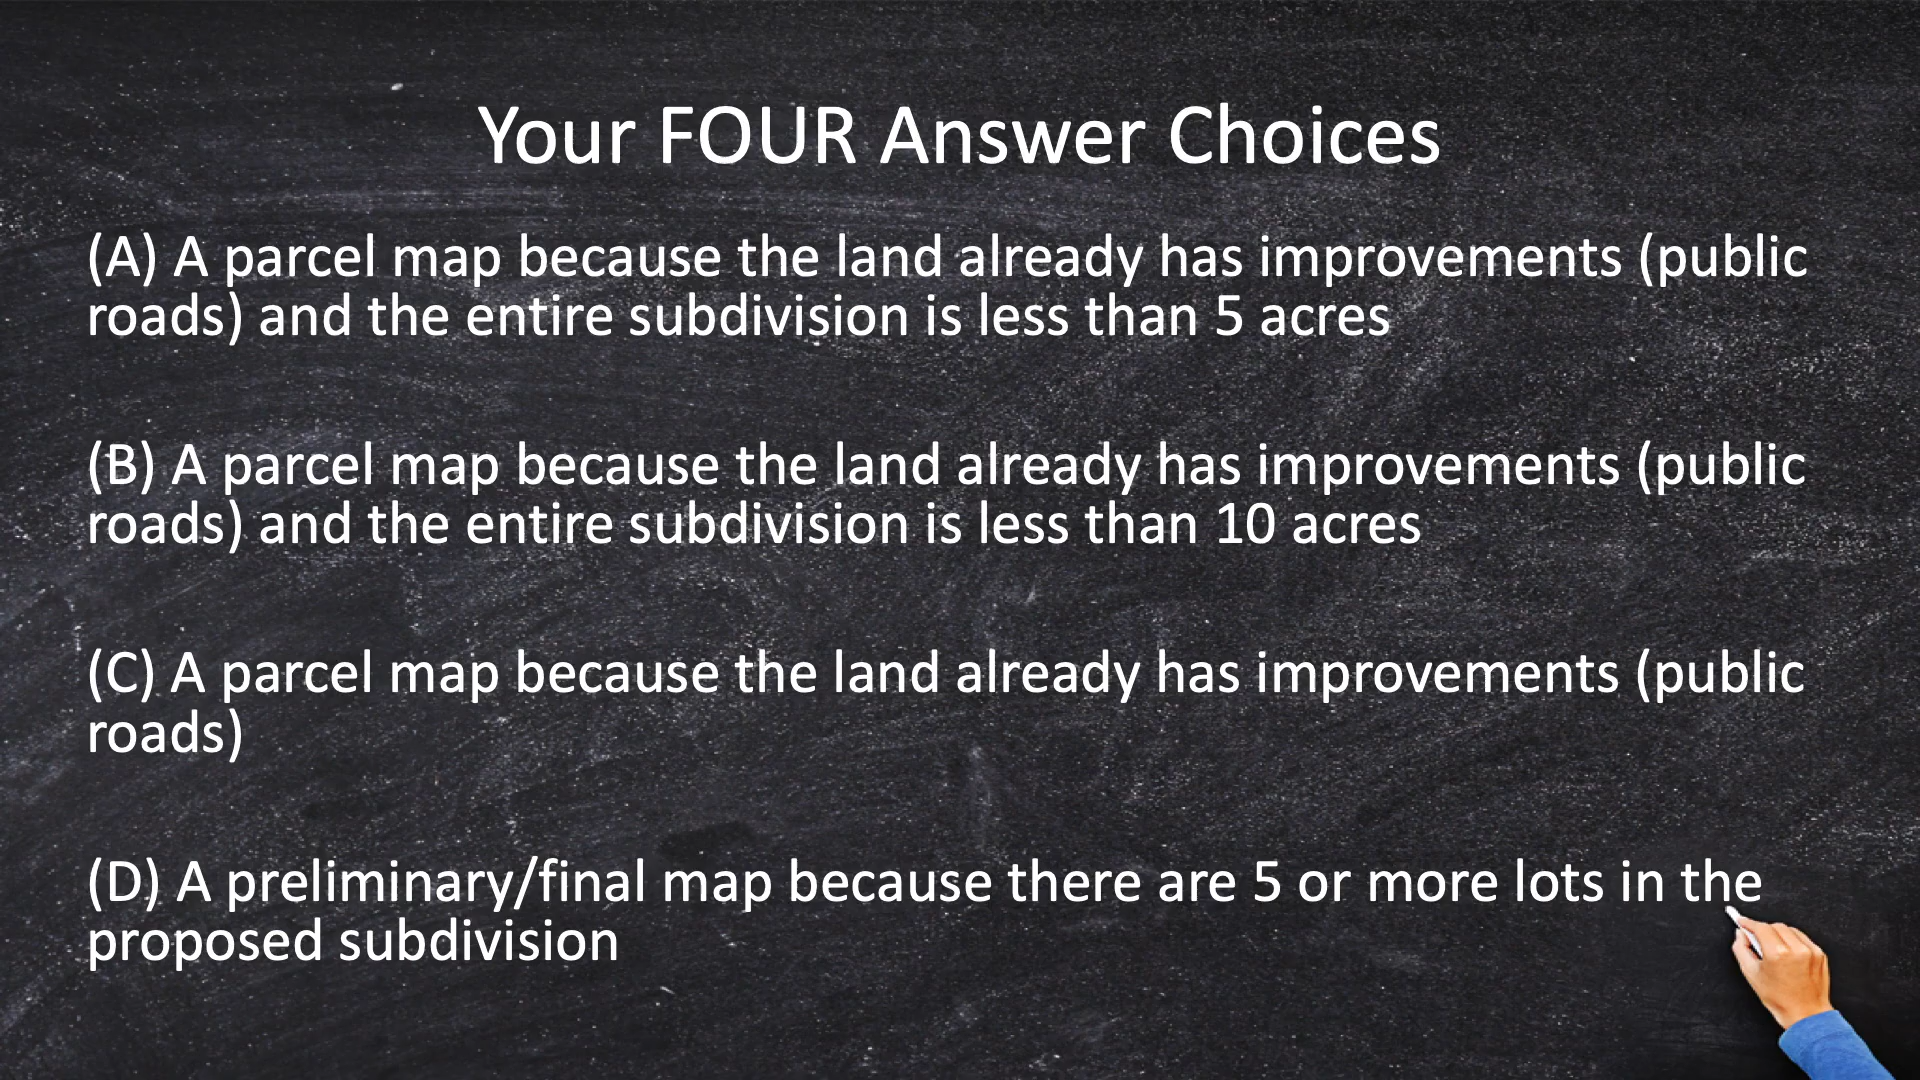 Your FOUR Answer Choices
(A) A parcel map because the land already has improvements (public
roads) and the entire subdivision is less than 5 acres
(B) A parcel map because the land already has improvements (public
roads) and the entire subdivision is less than 10 acres
(C) A parcel map because the land already has improvements (public
roads)
(D) A preliminary/final map because there are 5 or more lots in the
proposed subdivision